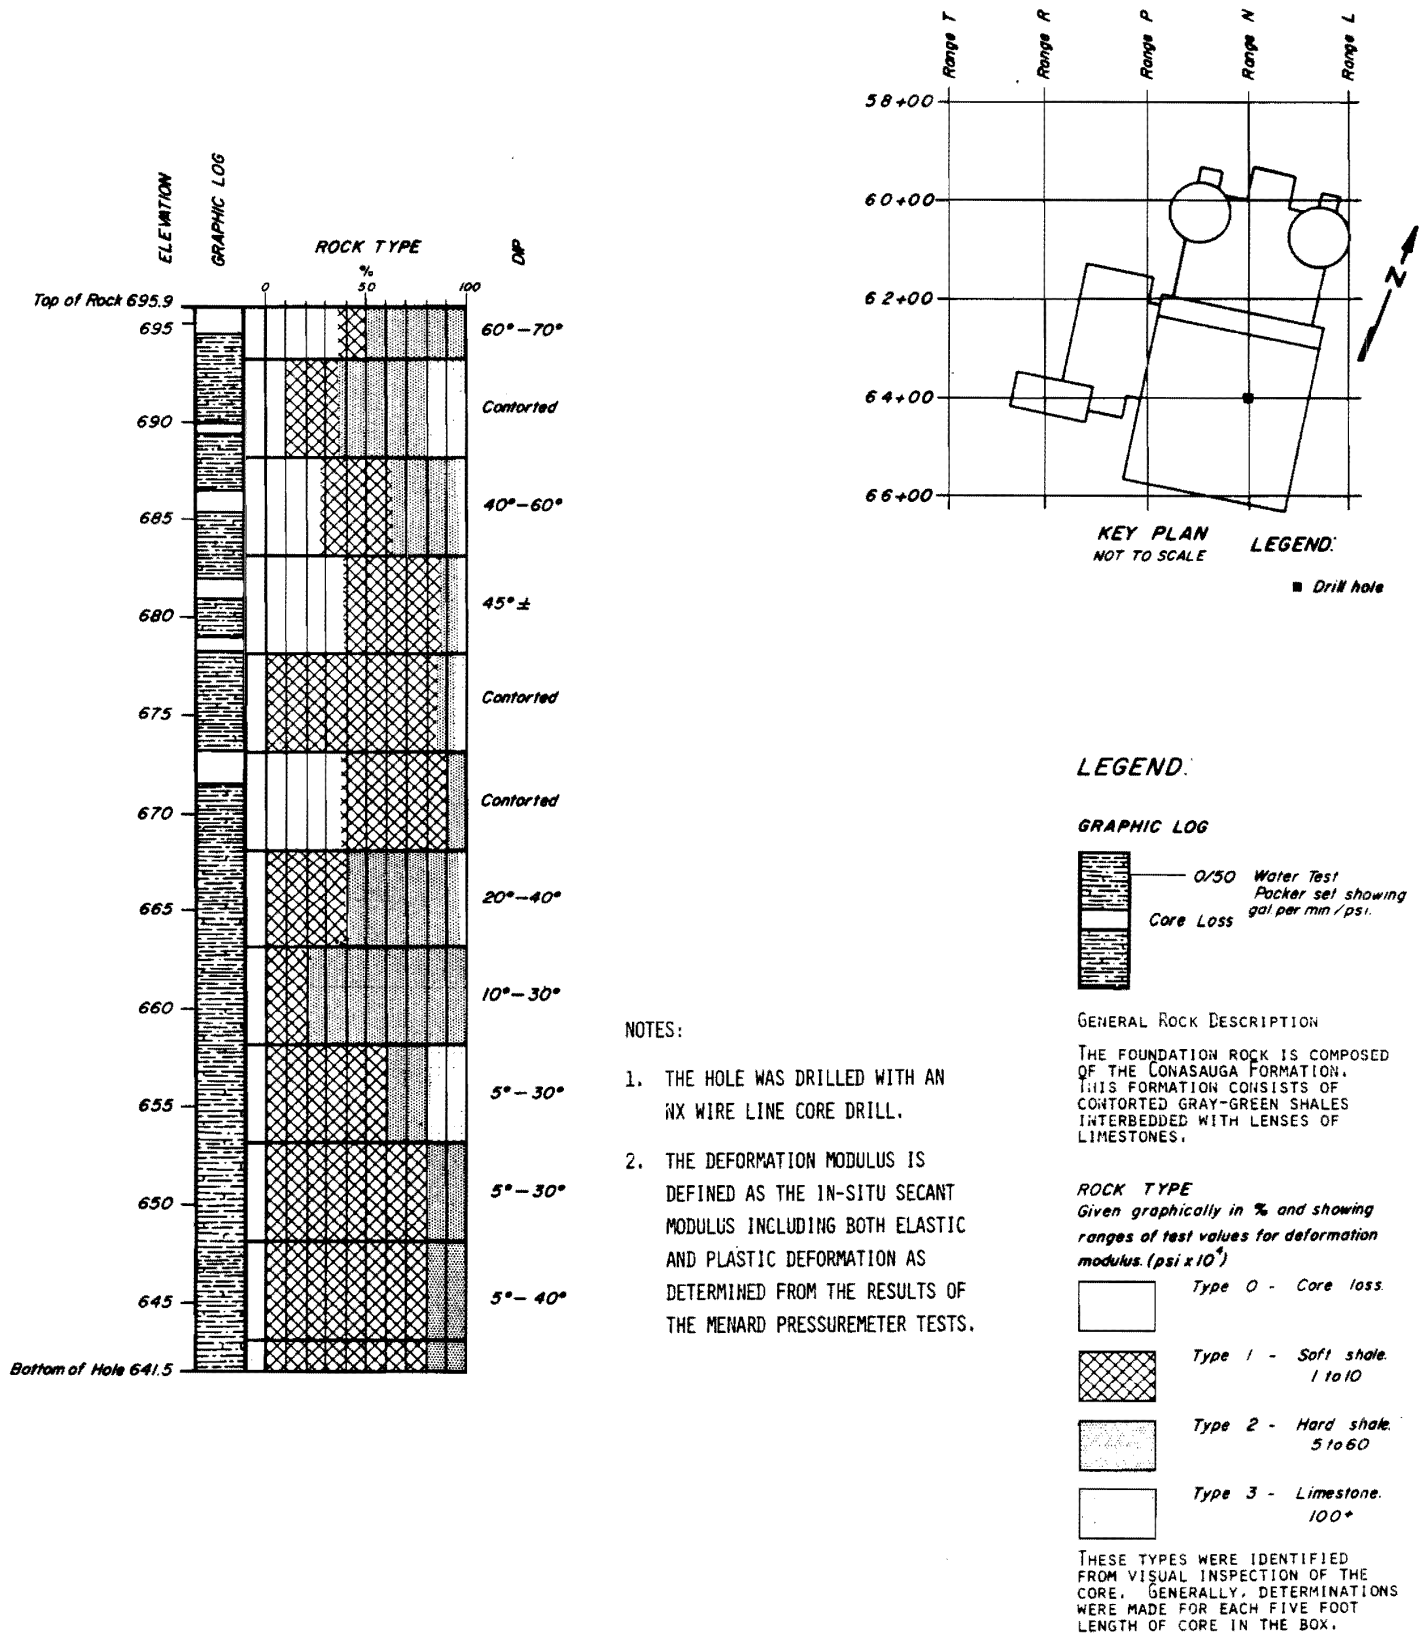 Range T
Range R
Range P
Range N
Range L
58+00
60+00
62+00
64+00
66+00
N
KEY PLAN
NOT TO SCALE
LEGEND:
Drill hole
ELEVATION
GRAPHIC LOG
ROCK TYPE
%
DIP
0 50 100
Top of Rock 695.9
695
60°-70°
Contorted
690
40°-60°
685
45° ±
680
Contorted
675
Contorted
670
20°-40°
665
10°-30°
660
5°-30°
655
5°-30°
650
5°-40°
645
Bottom of Hole 641.5
NOTES:
1. THE HOLE WAS DRILLED WITH AN
NX WIRE LINE CORE DRILL.
2. THE DEFORMATION MODULUS IS
DEFINED AS THE IN-SITU SECANT
MODULUS INCLUDING BOTH ELASTIC
AND PLASTIC DEFORMATION AS
DETERMINED FROM THE RESULTS OF
THE MENARD PRESSUREMETER TESTS.
LEGEND:
GRAPHIC LOG
0/50 Water Test
Packer set showing
gal. per min/psi.
Core Loss
GENERAL ROCK DESCRIPTION
THE FOUNDATION ROCK IS COMPOSED
OF THE CONASAUGA FORMATION.
THIS FORMATION CONSISTS OF
CONTORTED GRAY-GREEN SHALES
INTERBEDDED WITH LENSES OF
LIMESTONES.
ROCK TYPE
Given graphically in % and showing
ranges of test values for deformation
modulus. (psi x 10⁴)
Type 0 - Core loss.
Type 1 - Soft shale.
1 to 10
Type 2 - Hard shale.
5 to 60
Type 3 - Limestone.
100+
THESE TYPES WERE IDENTIFIED
FROM VISUAL INSPECTION OF THE
CORE. GENERALLY, DETERMINATIONS
WERE MADE FOR EACH FIVE FOOT
LENGTH OF CORE IN THE BOX.